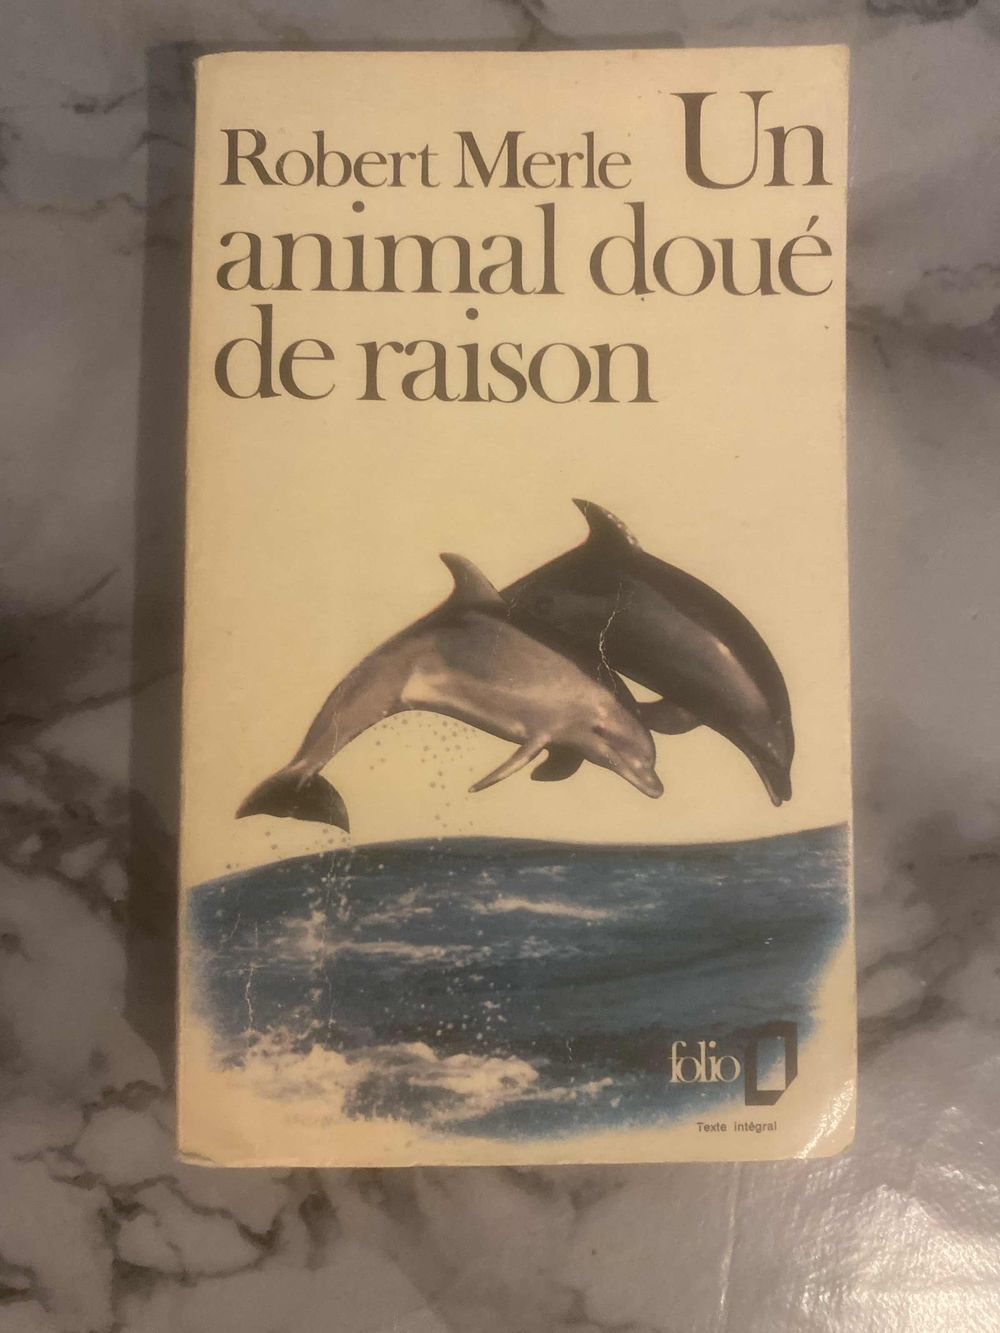 Robert Merle Un
animal doué
de raison
folio
Texte intégral